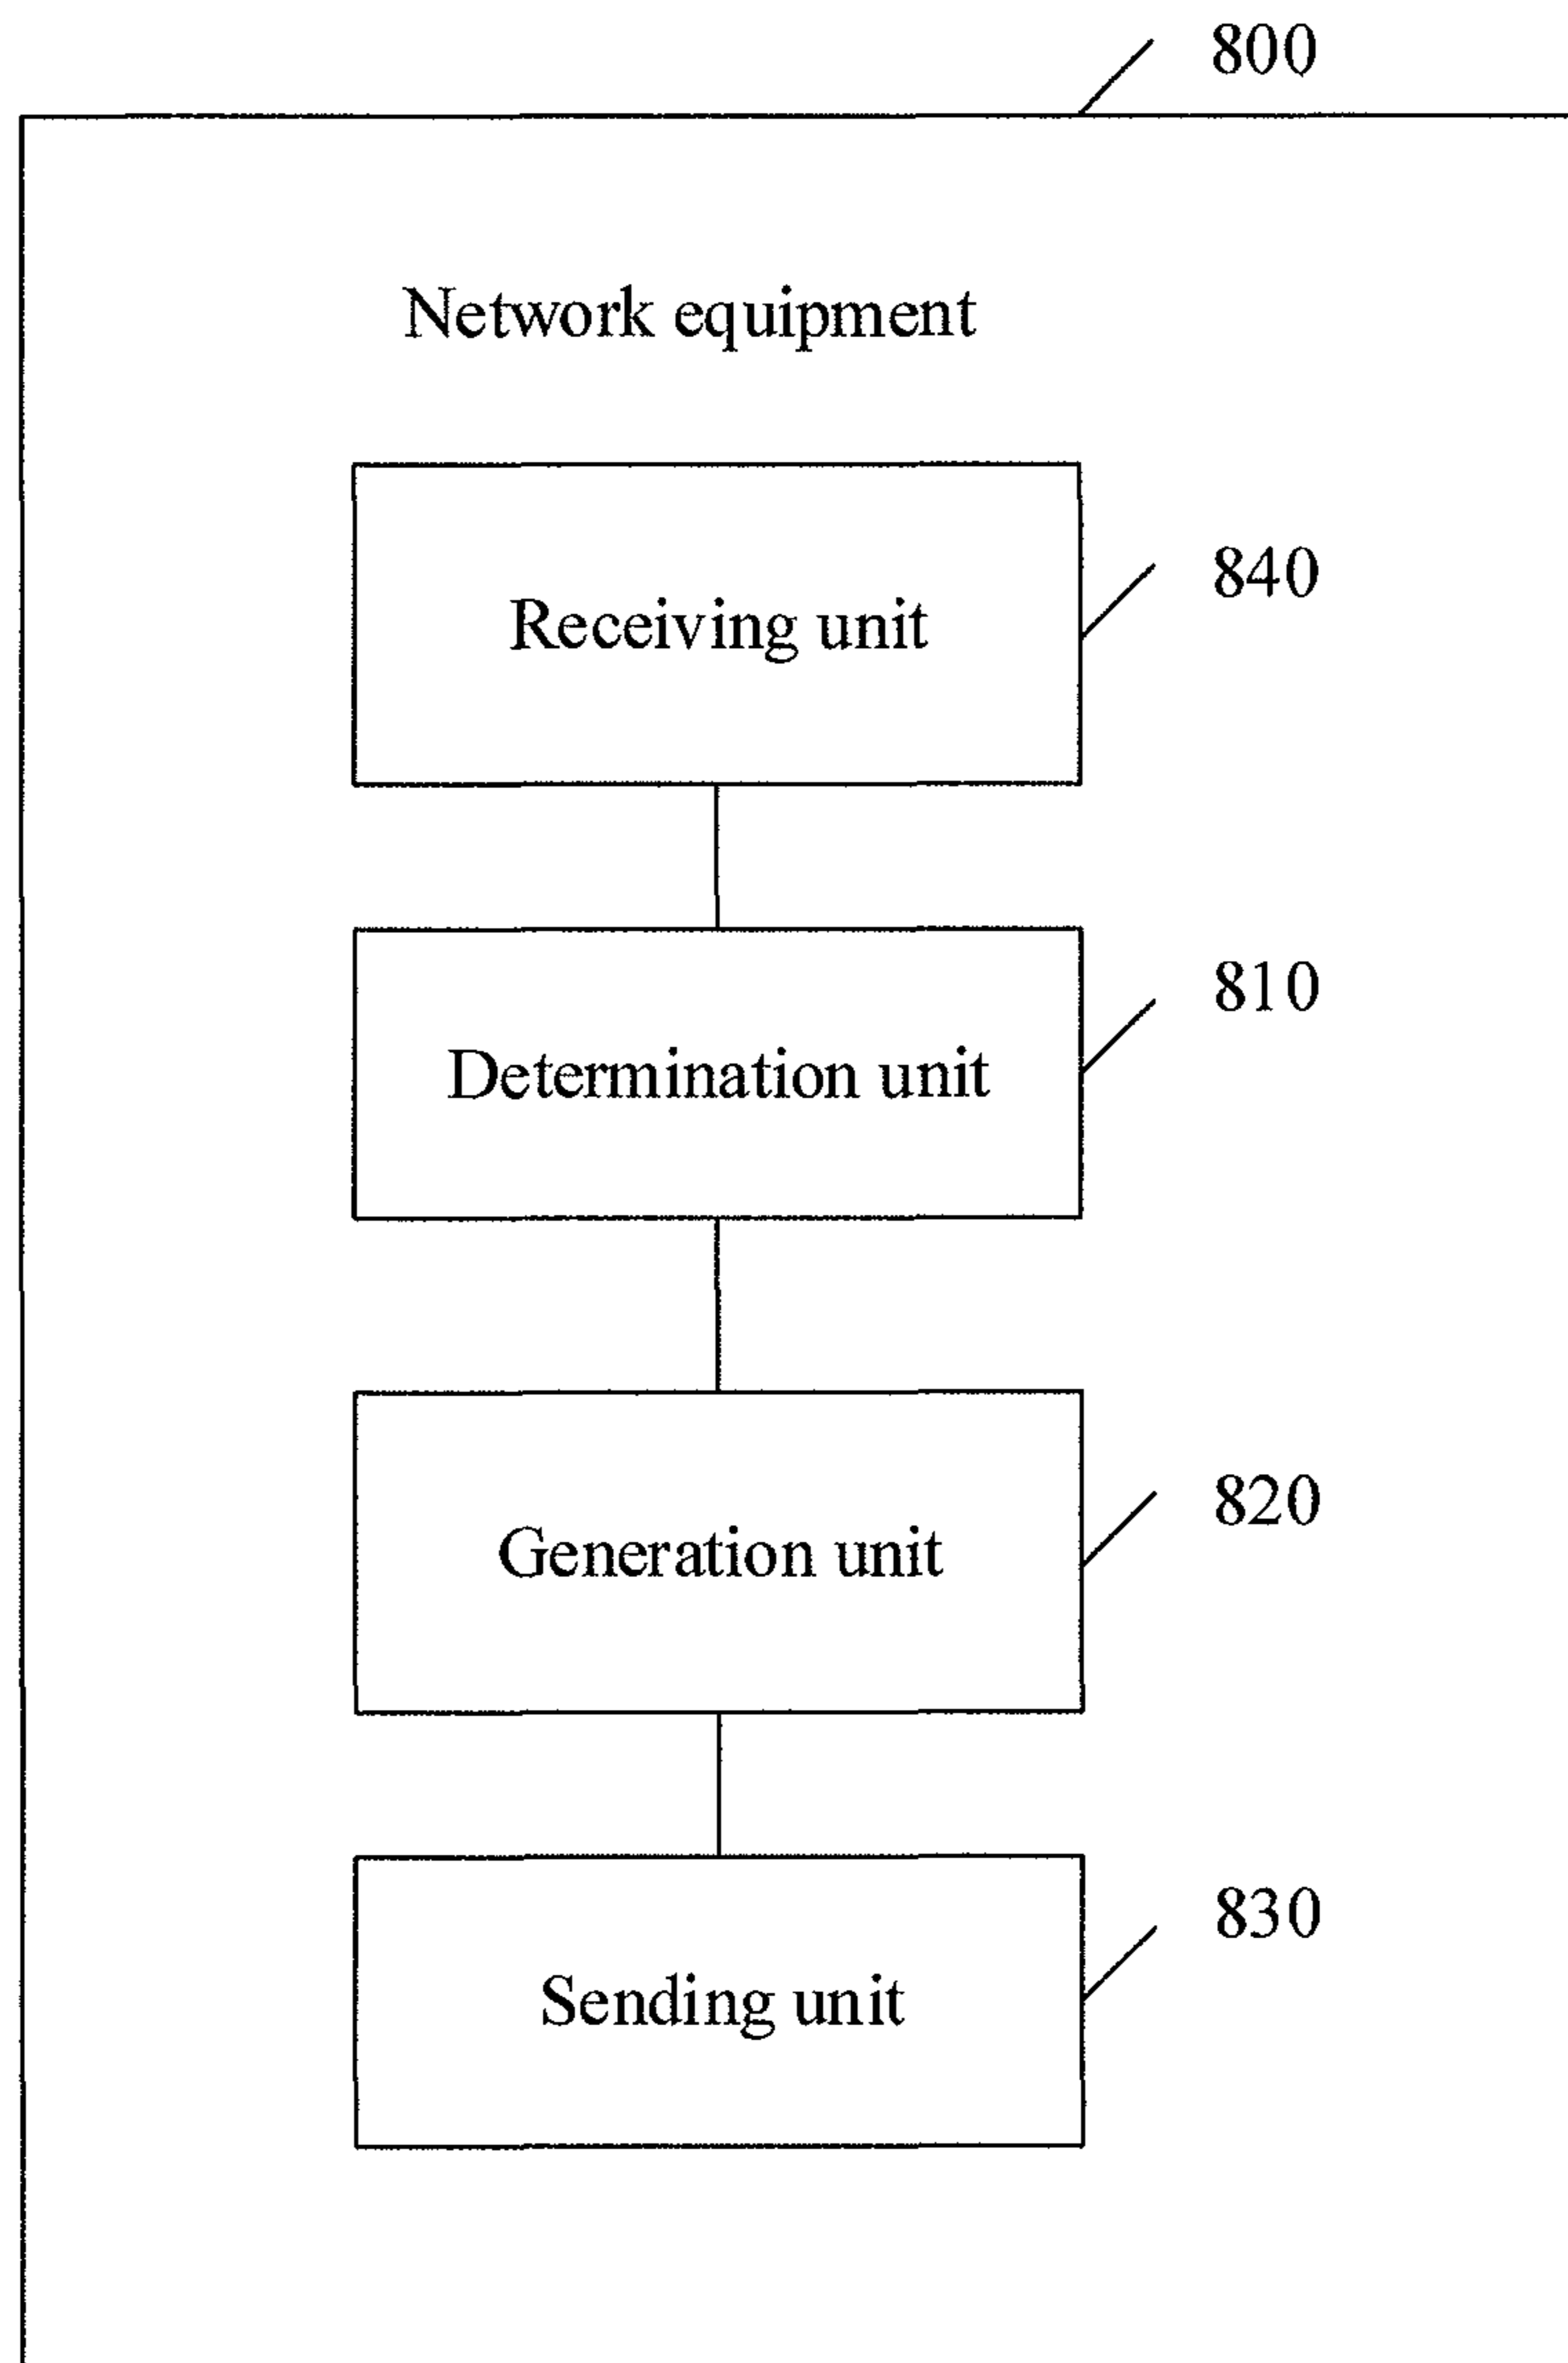 800
Network equipment
840
Receiving unit
810
Determination unit
820
Generation unit
830
Sending unit